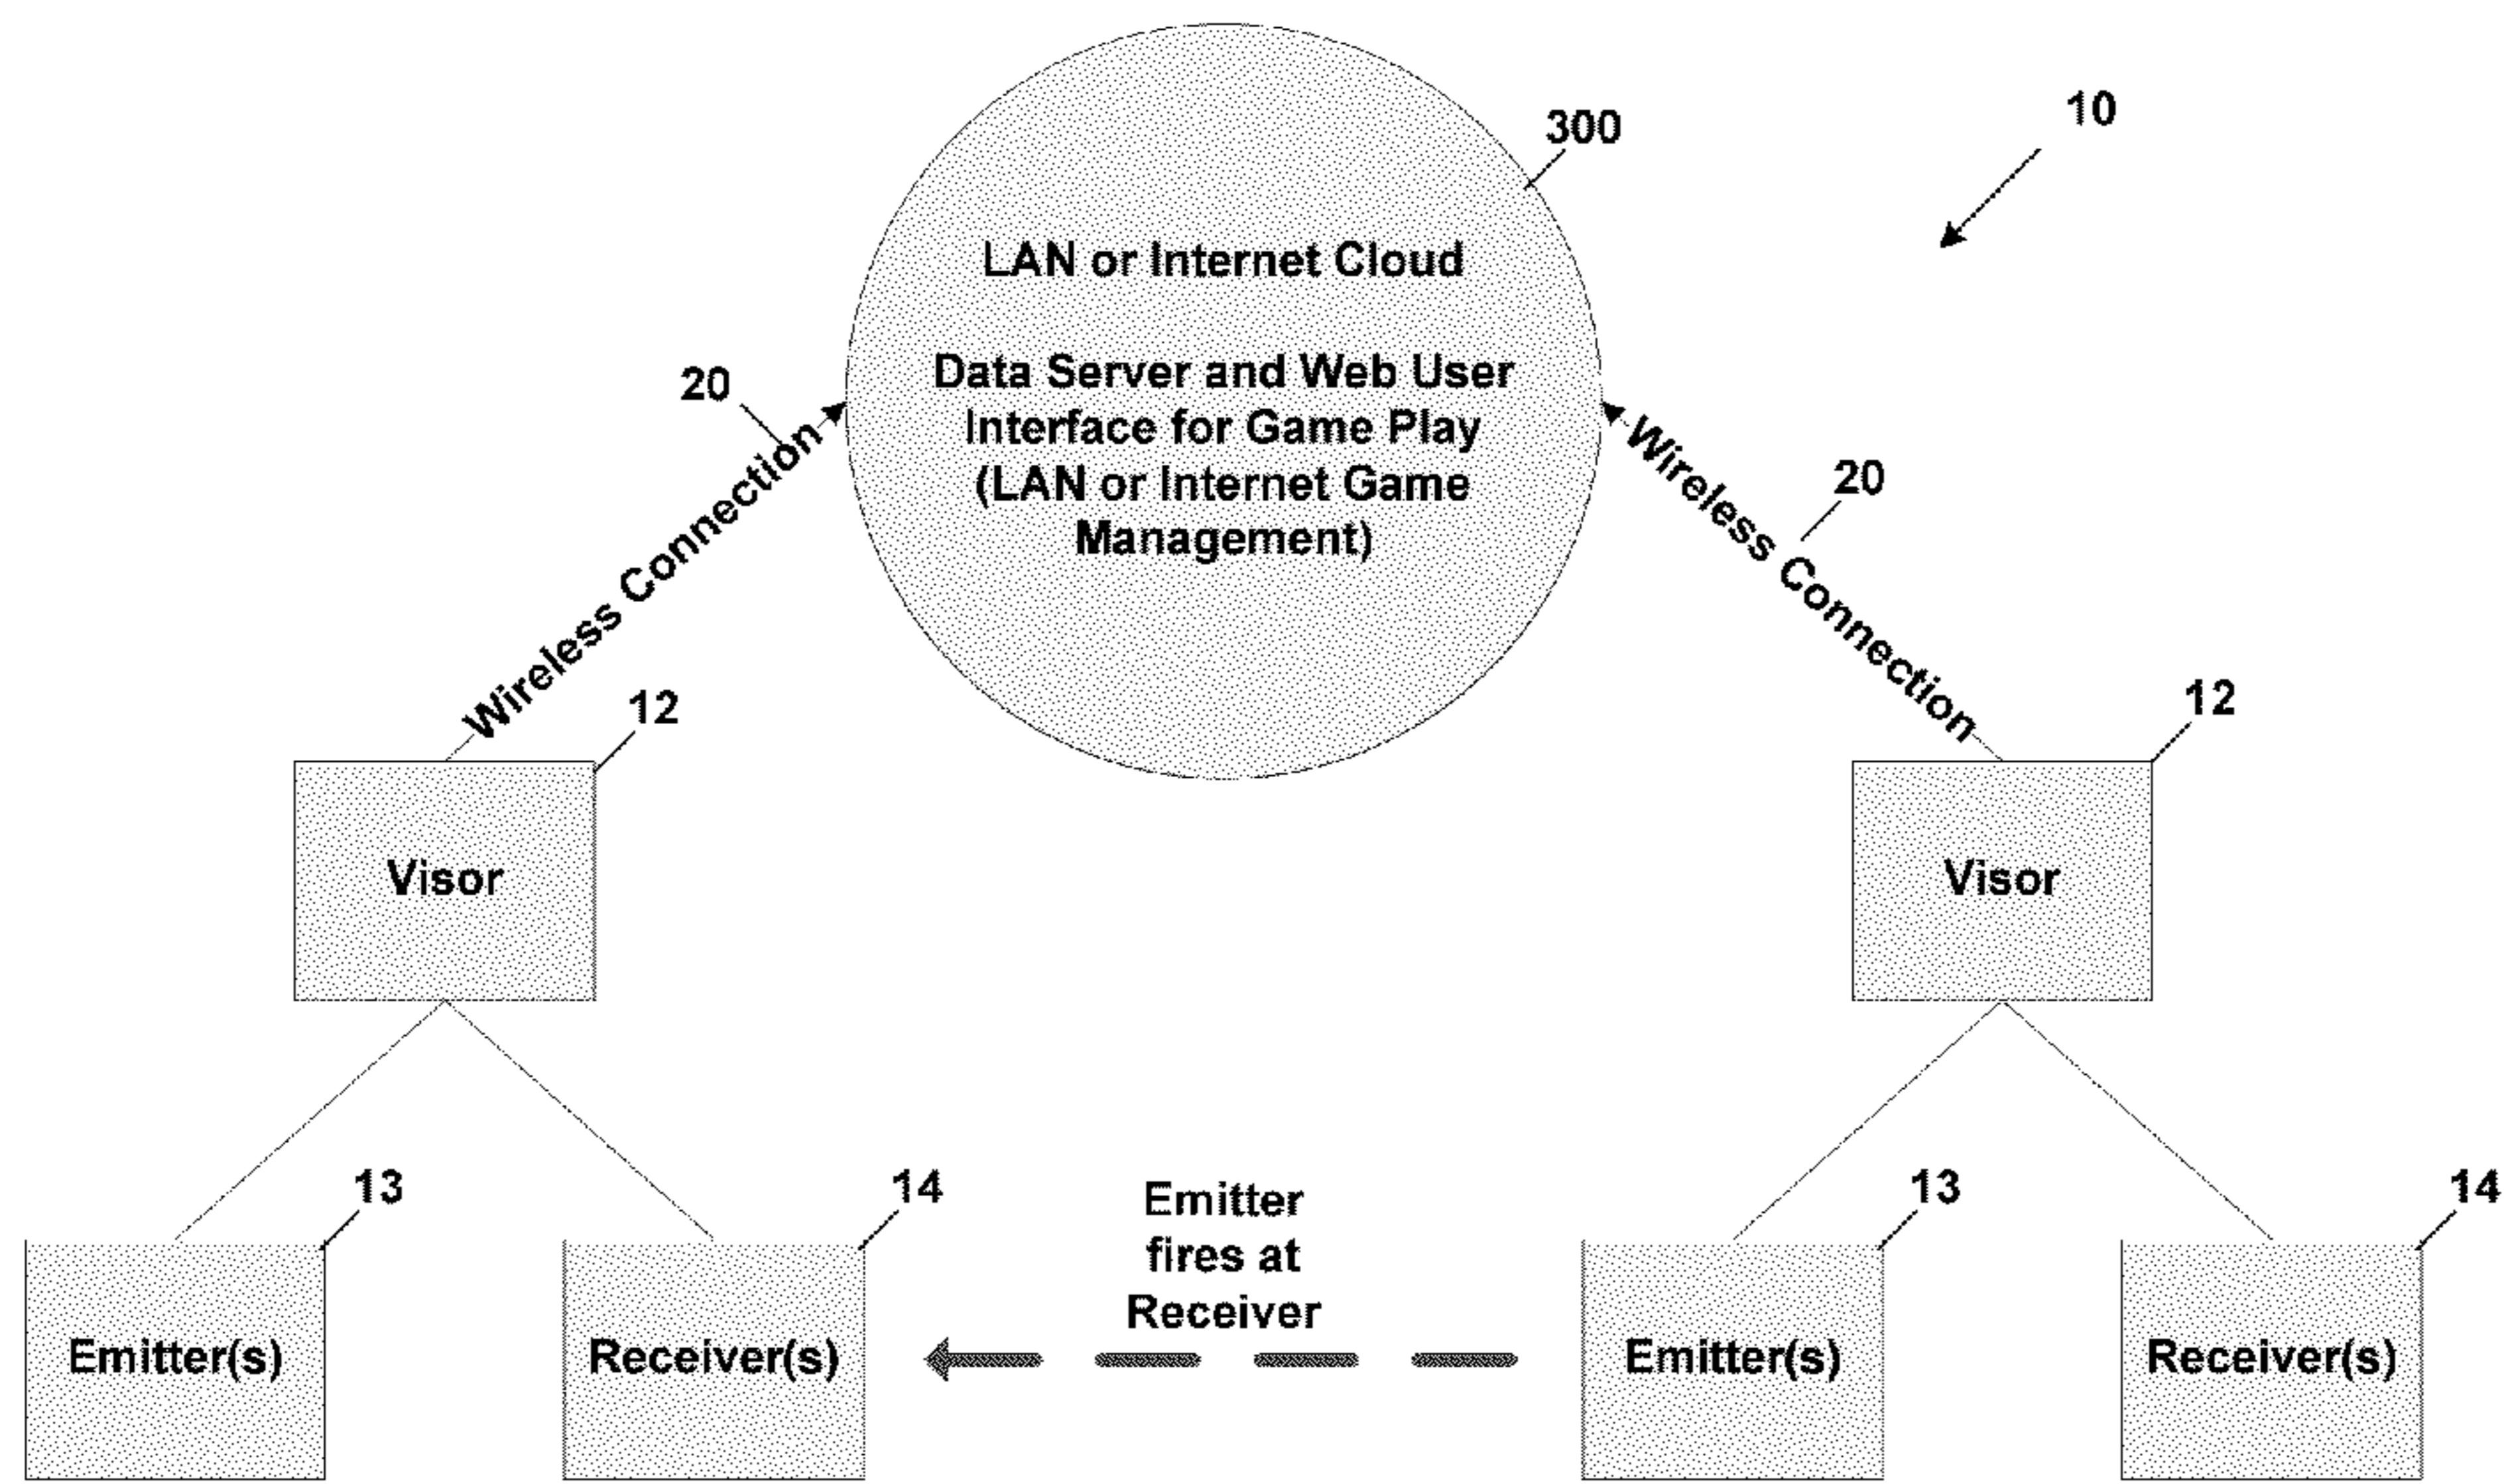 10
300
LAN or Internet Cloud
Data Server and Web User
Interface for Game Play
(LAN or Internet Game
Management)
20
Wireless Connection
20
Wireless Connection
12
Visor
12
Visor
13
Emitter(s)
14
Receiver(s)
Emitter
fires at
Receiver
13
Emitter(s)
14
Receiver(s)